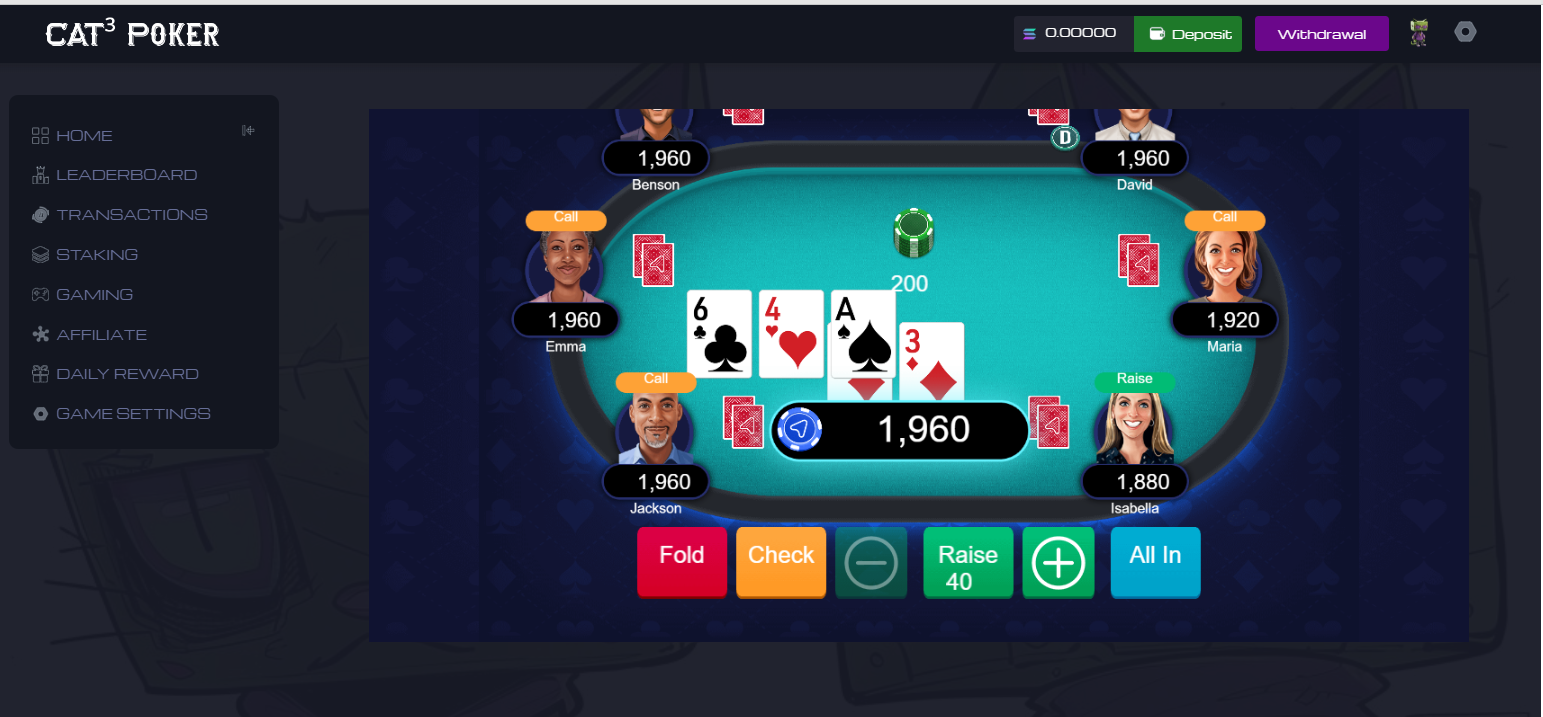 CAT³ POKER
0.00000
Deposit
Withdrawal
HOME
LEADERBOARD
TRANSACTIONS
STAKING
GAMING
AFFILIATE
DAILY REWARD
GAME SETTINGS
D
1,960
Benson
1,960
David
Call
1,960
Emma
200
Call
1,920
Maria
6
4
A
3
Call
1,960
Jackson
1,960
Raise
1,880
Isabella
Fold
Check
Raise
40
All In